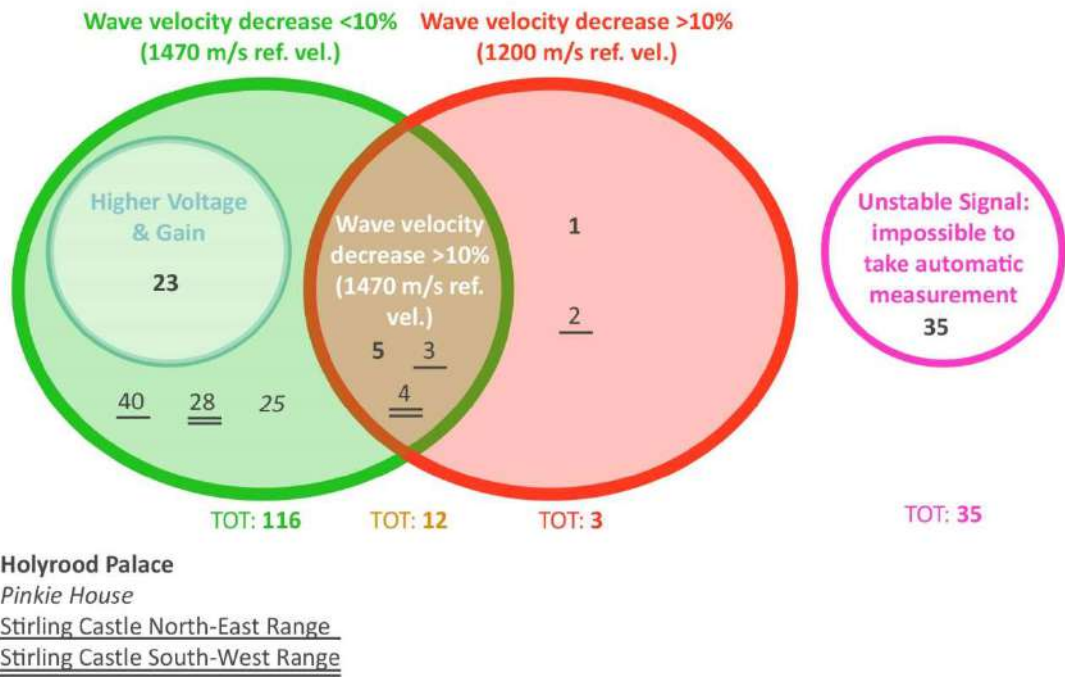 Wave velocity decrease <10% Wave velocity decrease >10%
(1470 m/s ref. vel.) (1200 m/s ref. vel.)
Higher Voltage
& Gain
23
40 28 25
Wave velocity
decrease >10%
(1470 m/s ref.
vel.)
5 3
4
1
2
Unstable Signal:
impossible to
take automatic
measurement
35
TOT: 116 TOT: 12 TOT: 3 TOT: 35
Holyrood Palace
Pinkie House
Stirling Castle North-East Range
Stirling Castle South-West Range